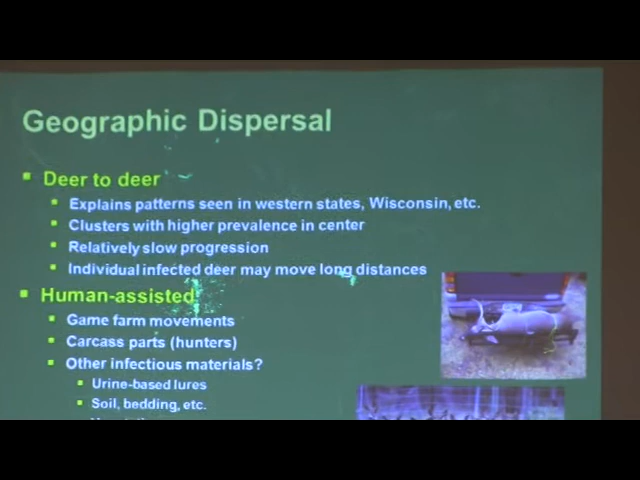 Geographic Dispersal
Deer to deer
Explains patterns seen in western states, Wisconsin, etc.
Clusters with higher prevalence in center
Relatively slow progression
Individual infected deer may move long distances
Human-assisted
Game farm movements
Carcass parts (hunters)
Other infectious materials?
Urine-based lures
Soil, bedding, etc.